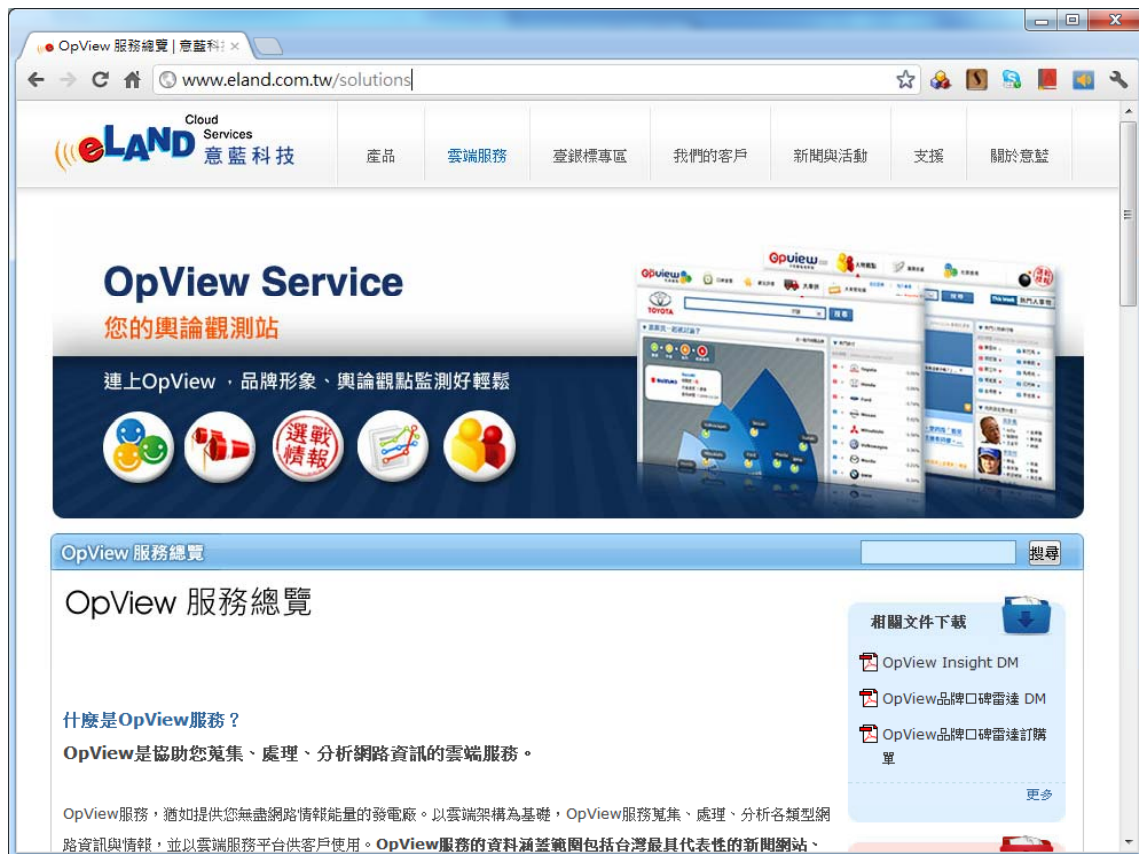 OpView 服務總覽 | 意藍科
www.eland.com.tw/solutions
eLAND Cloud Services
意藍科技
產品
雲端服務
臺銀標專區
我們的客戶
新聞與活動
支援
關於意藍
OpView Service
您的輿論觀測站
連上OpView ，品牌形象、輿論觀點監測好輕鬆
選戰
情報
OpView
TOYOTA
搜尋
Toyota
Honda
Ford
Nissan
Mitsubishi
Volkswagen
Mazda
BMW
OpView 服務總覽
搜尋
OpView 服務總覽
什麼是OpView服務？
OpView是協助您蒐集、處理、分析網路資訊的雲端服務。
OpView服務，猶如提供您無盡網路情報能量的發電廠。以雲端架構為基礎，OpView服務蒐集、處理、分析各類型網
路資訊與情報，並以雲端服務平台供客戶使用。OpView服務的資料涵蓋範圍包括台灣最具代表性的新聞網站、
相關文件下載
OpView Insight DM
OpView品牌口碑雷達 DM
OpView品牌口碑雷達訂購
單
更多